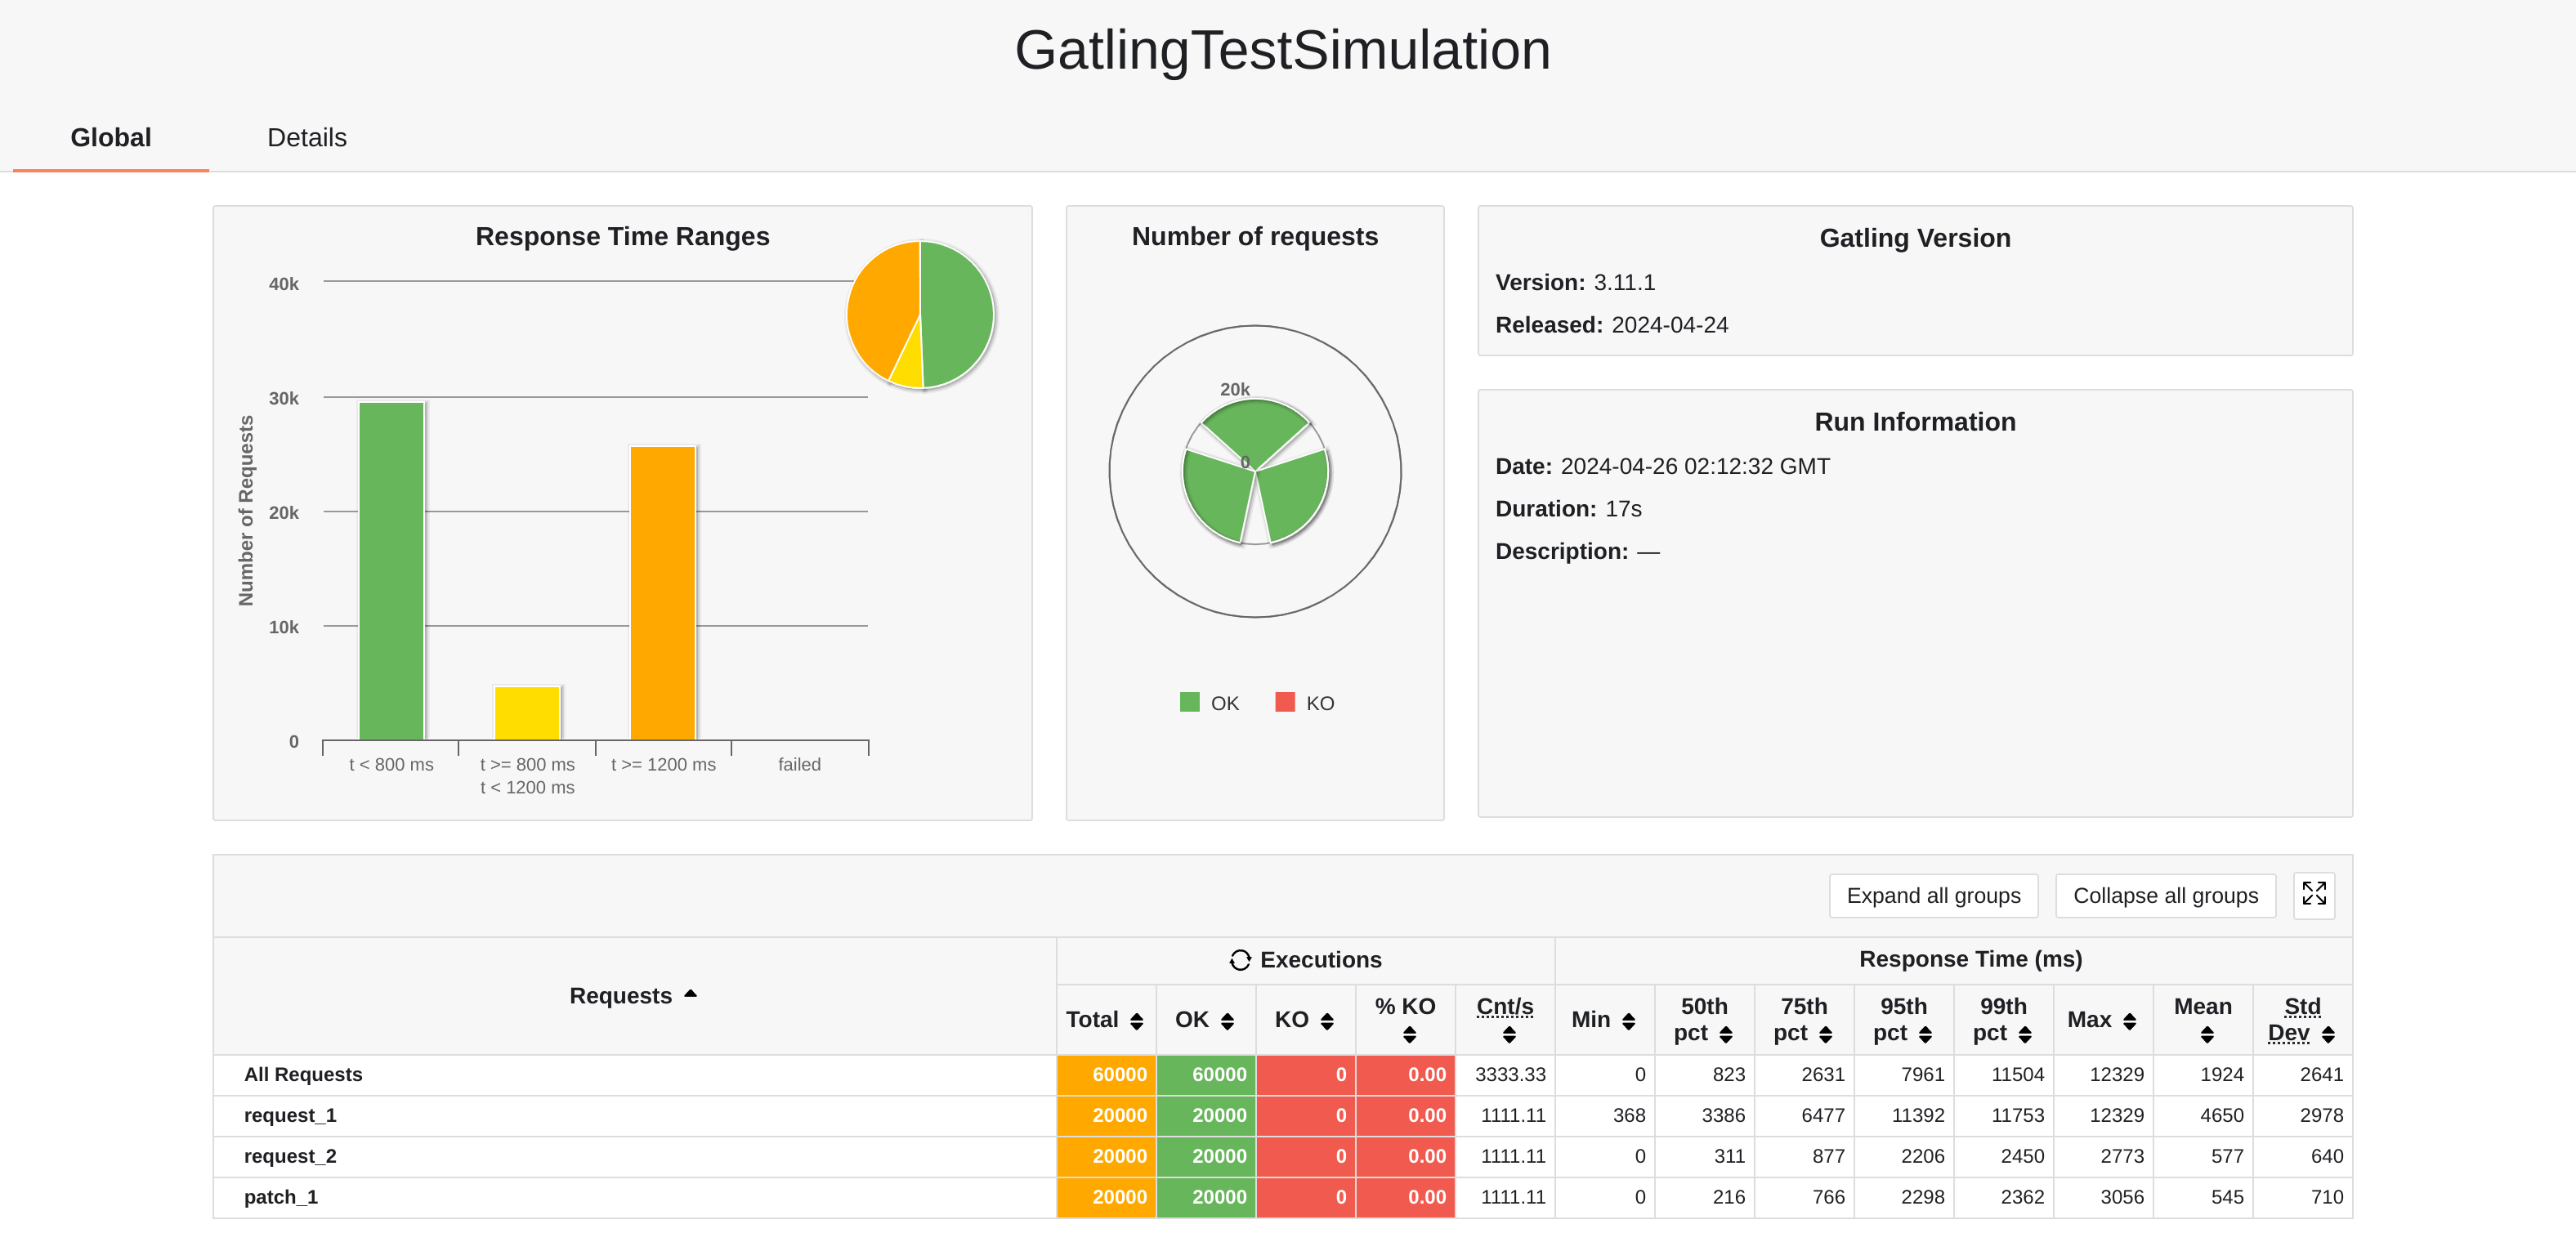 GatlingTestSimulation
Global Details
Response Time Ranges
Number of Requests
40k
30k
20k
10k
0
t < 800 ms
t >= 800 ms
t < 1200 ms
t >= 1200 ms
failed
Number of requests
20k
0
OK KO
Gatling Version
Version: 3.11.1
Released: 2024-04-24
Run Information
Date: 2024-04-26 02:12:32 GMT
Duration: 17s
Description: —
Expand all groups Collapse all groups
Requests Executions Response Time (ms)
Total OK KO % KO Cnt/s Min 50th pct 75th pct 95th pct 99th pct Max Mean Std Dev
All Requests 60000 60000 0 0.00 3333.33 0 823 2631 7961 11504 12329 1924 2641
request_1 20000 20000 0 0.00 1111.11 368 3386 6477 11392 11753 12329 4650 2978
request_2 20000 20000 0 0.00 1111.11 0 311 877 2206 2450 2773 577 640
patch_1 20000 20000 0 0.00 1111.11 0 216 766 2298 2362 3056 545 710